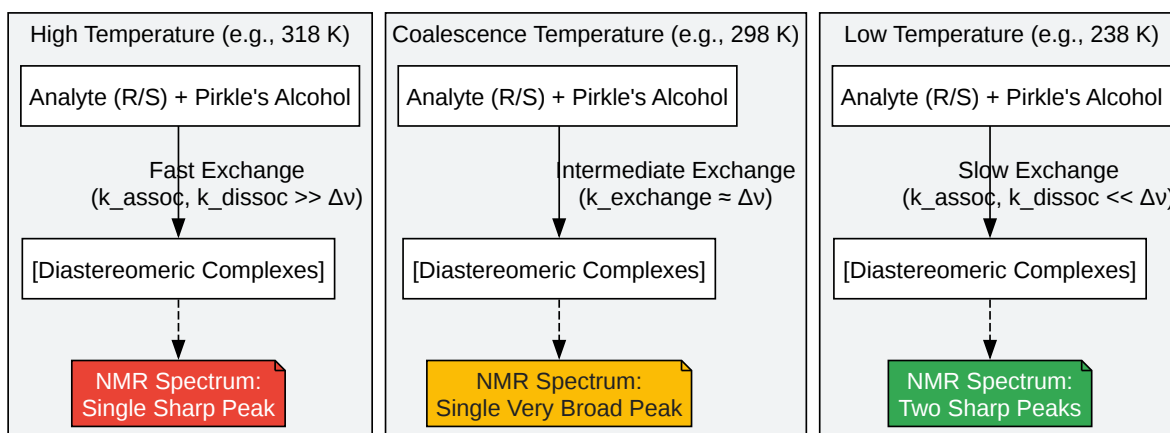 High Temperature (e.g., 318 K)
Analyte (R/S) + Pirkle's Alcohol
Fast Exchange
(k_assoc, k_dissoc >> Δν)
[Diastereomeric Complexes]
NMR Spectrum:
Single Sharp Peak
Coalescence Temperature (e.g., 298 K)
Analyte (R/S) + Pirkle's Alcohol
Intermediate Exchange
(k_exchange ≈ Δν)
[Diastereomeric Complexes]
NMR Spectrum:
Single Very Broad Peak
Low Temperature (e.g., 238 K)
Analyte (R/S) + Pirkle's Alcohol
Slow Exchange
(k_assoc, k_dissoc << Δν)
[Diastereomeric Complexes]
NMR Spectrum:
Two Sharp Peaks